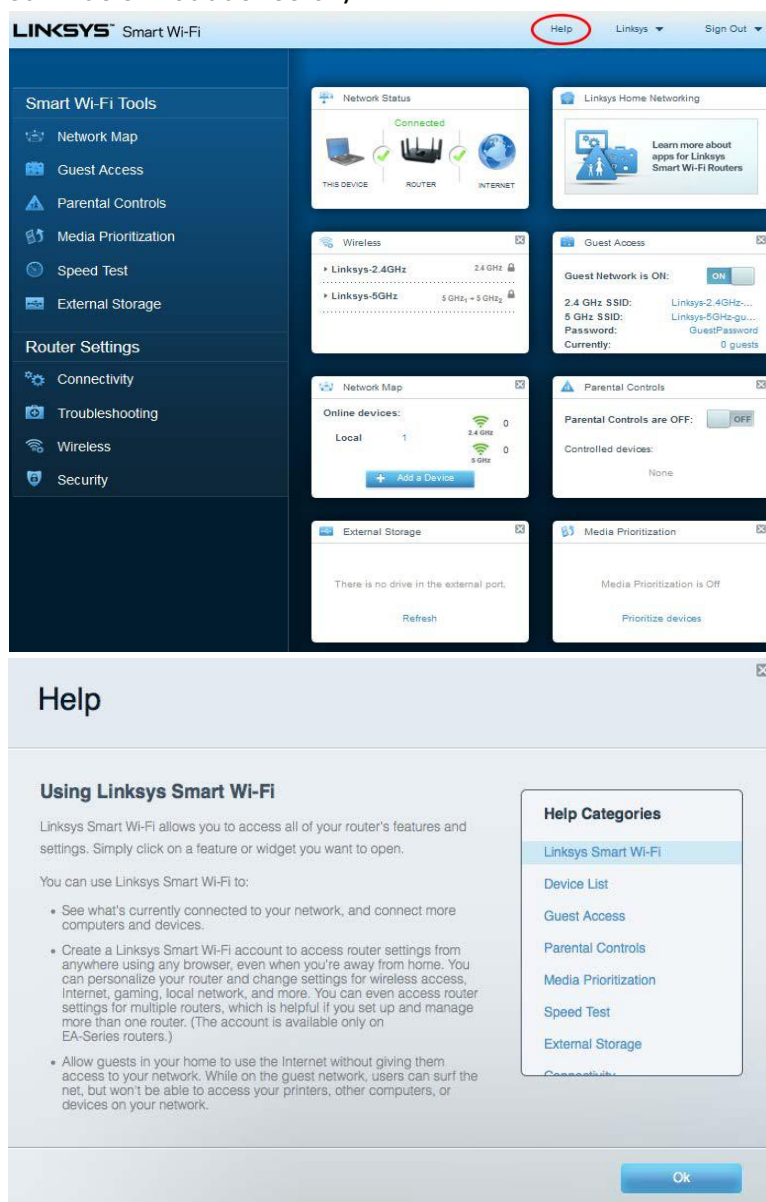 LINKSYS™ Smart Wi-Fi
Help
Linksys
Sign Out
Smart Wi-Fi Tools
Network Map
Guest Access
Parental Controls
Media Prioritization
Speed Test
External Storage
Router Settings
Connectivity
Troubleshooting
Wireless
Security
Network Status
Connected
THIS DEVICE
ROUTER
INTERNET
Linksys Home Networking
Learn more about
apps for Linksys
Smart Wi-Fi Routers
Wireless
Linksys-2.4GHz 2.4 GHz
Linksys-5GHz 5 GHz1 + 5 GHz2
Guest Access
Guest Network is ON: ON
2.4 GHz SSID: Linksys-2.4GHz-...
5 GHz SSID: Linksys-5GHz-gu...
Password: GuestPassword
Currently: 0 guests
Network Map
Online devices:
Local 1
2.4 GHz 0
5 GHz 0
+ Add a Device
Parental Controls
Parental Controls are OFF: OFF
Controlled devices:
None
External Storage
There is no drive in the external port.
Refresh
Media Prioritization
Media Prioritization is Off
Prioritize devices
Help
Using Linksys Smart Wi-Fi
Linksys Smart Wi-Fi allows you to access all of your router's features and
settings. Simply click on a feature or widget you want to open.
You can use Linksys Smart Wi-Fi to:
• See what's currently connected to your network, and connect more
computers and devices.
• Create a Linksys Smart Wi-Fi account to access router settings from
anywhere using any browser, even when you're away from home. You
can personalize your router and change settings for wireless access,
Internet, gaming, local network, and more. You can even access router
settings for multiple routers, which is helpful if you set up and manage
more than one router. (The account is available only on
EA-Series routers.)
• Allow guests in your home to use the Internet without giving them
access to your network. While on the guest network, users can surf the
net, but won't be able to access your printers, other computers, or
devices on your network.
Help Categories
Linksys Smart Wi-Fi
Device List
Guest Access
Parental Controls
Media Prioritization
Speed Test
External Storage
Connectivity
Ok